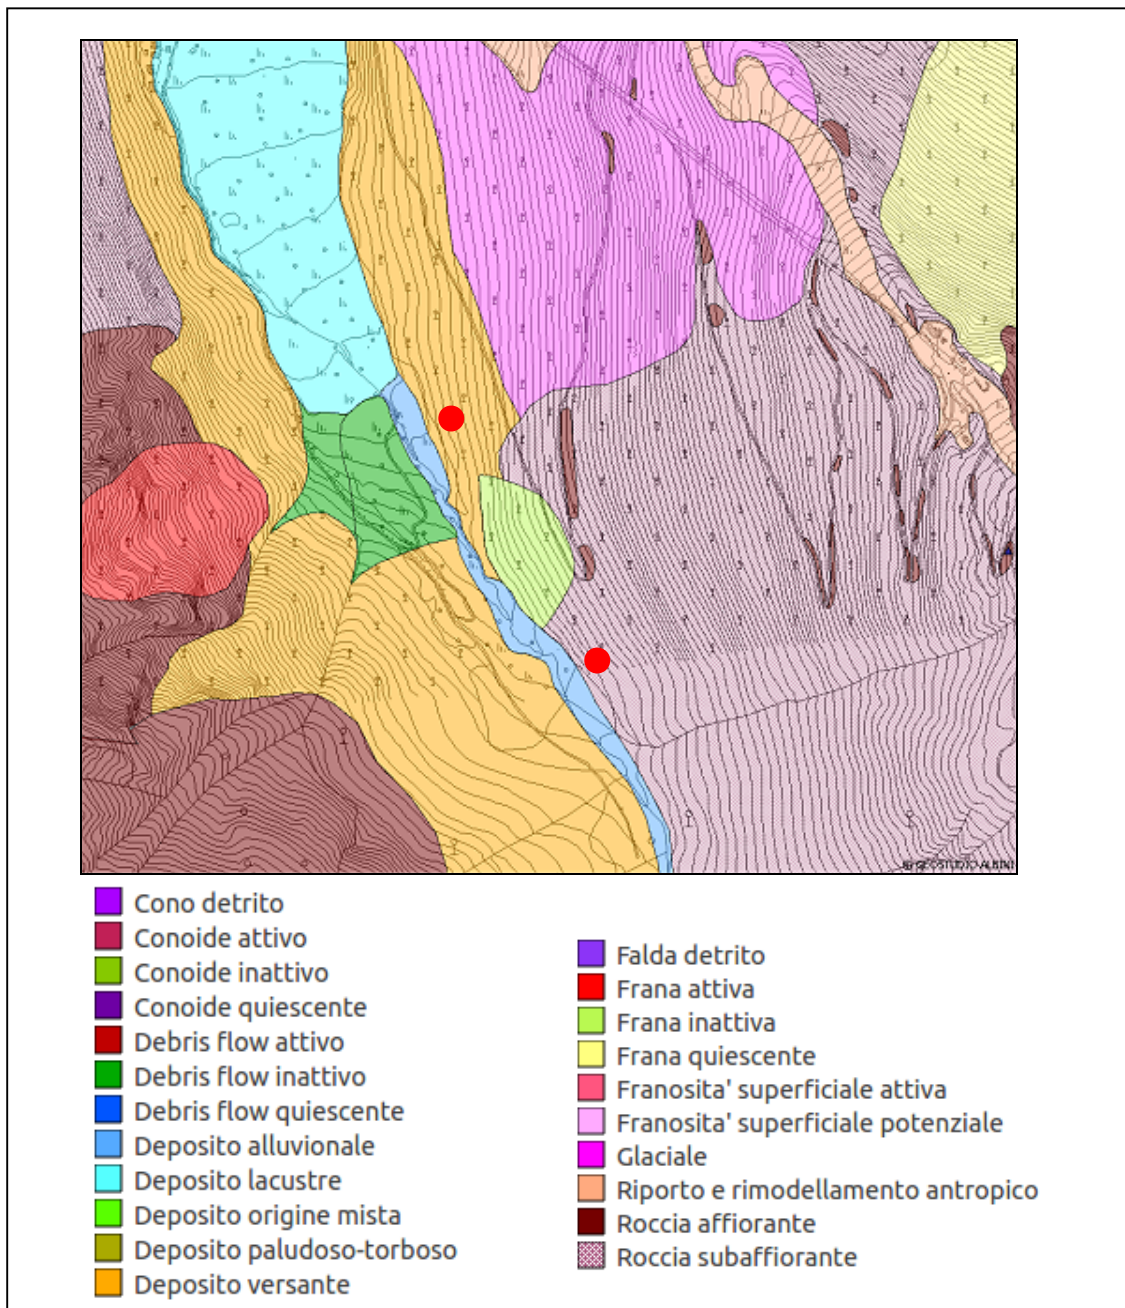 © GEOSTUDIO ALBINI
Cono detrito
Conoide attivo
Conoide inattivo
Conoide quiescente
Debris flow attivo
Debris flow inattivo
Debris flow quiescente
Deposito alluvionale
Deposito lacustre
Deposito origine mista
Deposito paludoso-torboso
Deposito versante
Falda detrito
Frana attiva
Frana inattiva
Frana quiescente
Franosita' superficiale attiva
Franosita' superficiale potenziale
Glaciale
Riporto e rimodellamento antropico
Roccia affiorante
Roccia subaffiorante